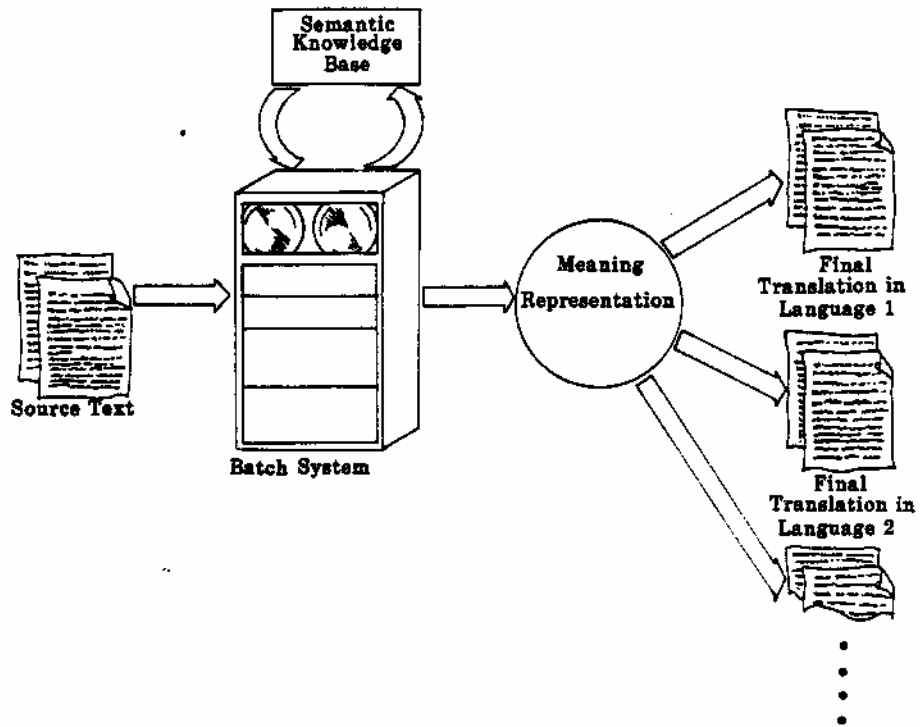 Semantic
Knowledge
Base
Meaning
Representation
Final
Translation in
Language 1
Source Text
Batch System
Final
Translation in
Language 2